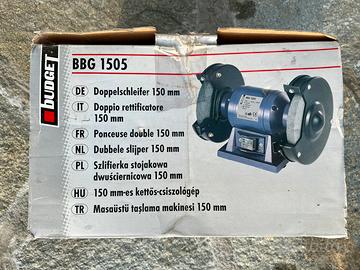 BUDGET
BBG 1505
DE Doppelschleifer 150 mm
IT Doppio rettificatore
150 mm
FR Ponceuse double 150 mm
NL Dubbele slijper 150 mm
PL Szlifierka stojakowa
dwuściernicowa 150 mm
HU 150 mm-es kettős-csiszológép
TR Masaüstü taşlama makinesi 150 mm